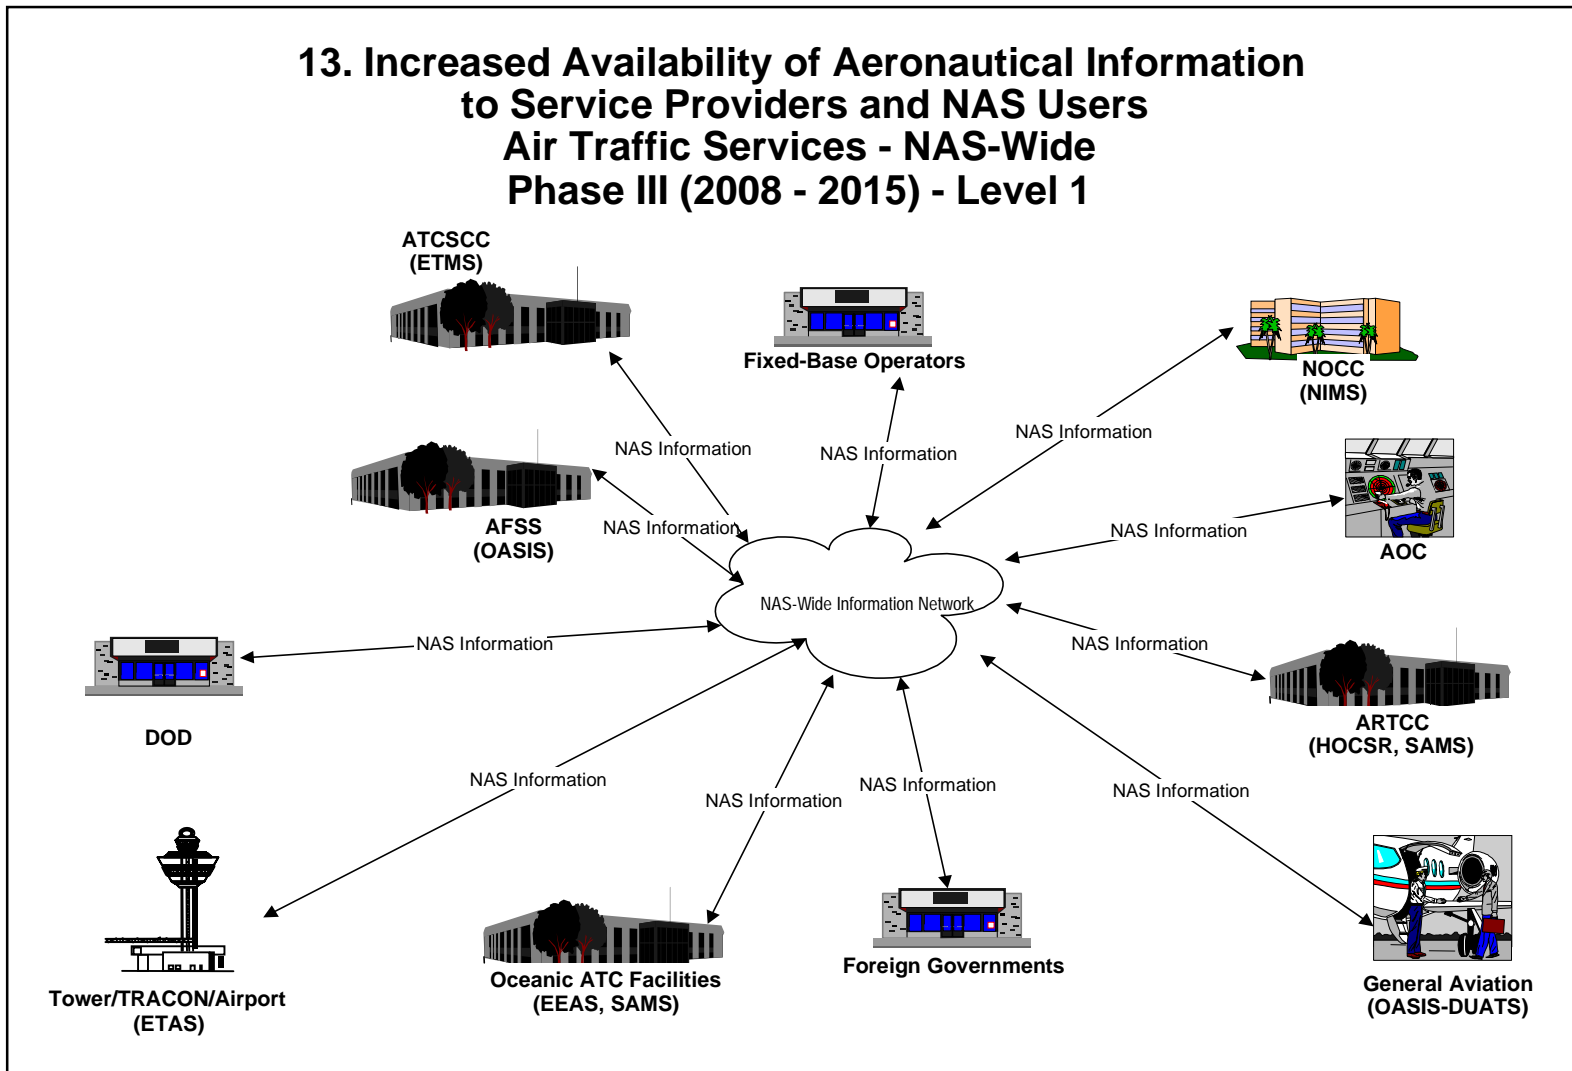 13. Increased Availability of Aeronautical Information
to Service Providers and NAS Users
Air Traffic Services - NAS-Wide
Phase III (2008 - 2015) - Level 1
ATCSCC
(ETMS)
Fixed-Base Operators
NOCC
(NIMS)
NAS Information
NAS Information
NAS Information
AFSS
(OASIS)
NAS Information
NAS Information
AOC
NAS-Wide Information Network
DOD
NAS Information
NAS Information
ARTCC
(HOCSR, SAMS)
NAS Information
NAS Information
NAS Information
NAS Information
Tower/TRACON/Airport
(ETAS)
Oceanic ATC Facilities
(EEAS, SAMS)
Foreign Governments
General Aviation
(OASIS-DUATS)